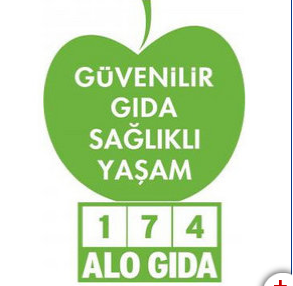 GÜVENİLİR
GIDA
SAĞLIKLI
YAŞAM
1 7 4
ALO GIDA